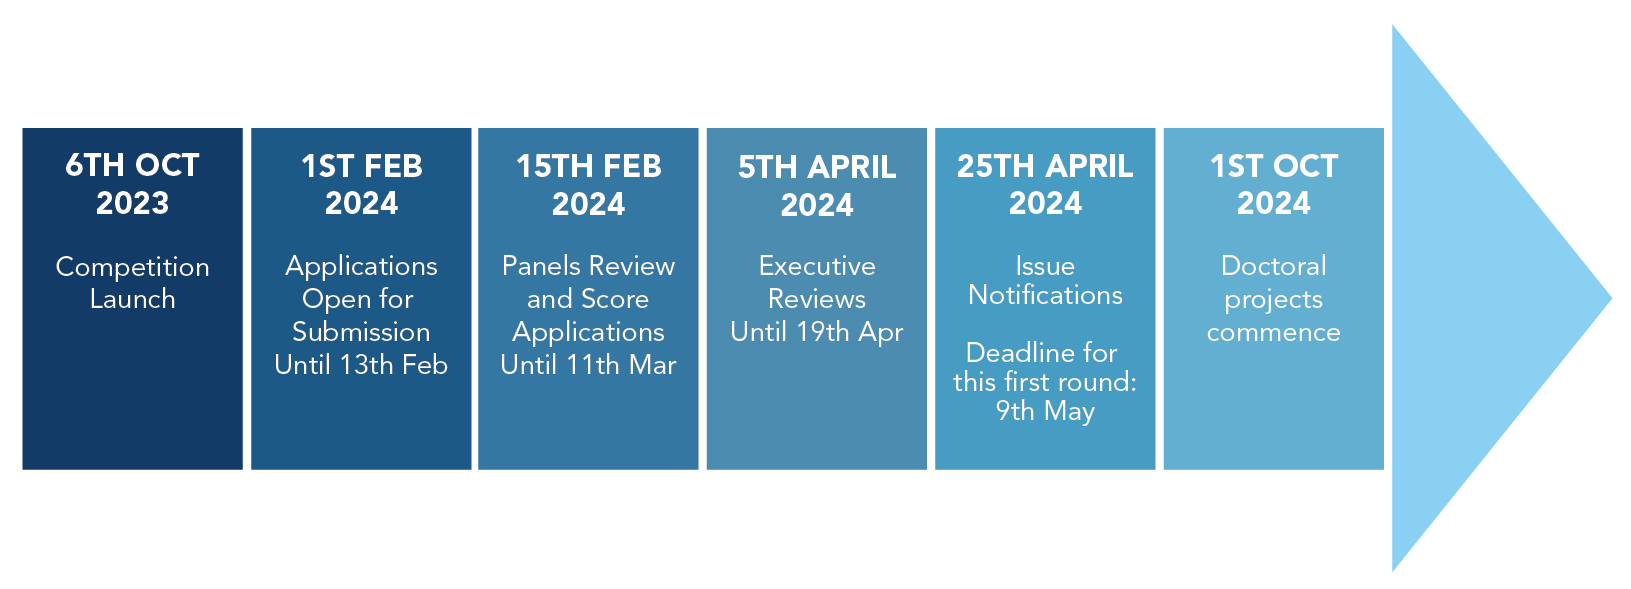 6TH OCT
2023
Competition
Launch
1ST FEB
2024
Applications
Open for
Submission
Until 13th Feb
15TH FEB
2024
Panels Review
and Score
Applications
Until 11th Mar
5TH APRIL
2024
Executive
Reviews
Until 19th Apr
25TH APRIL
2024
Issue
Notifications
Deadline for
this first round:
9th May
1ST OCT
2024
Doctoral
projects
commence